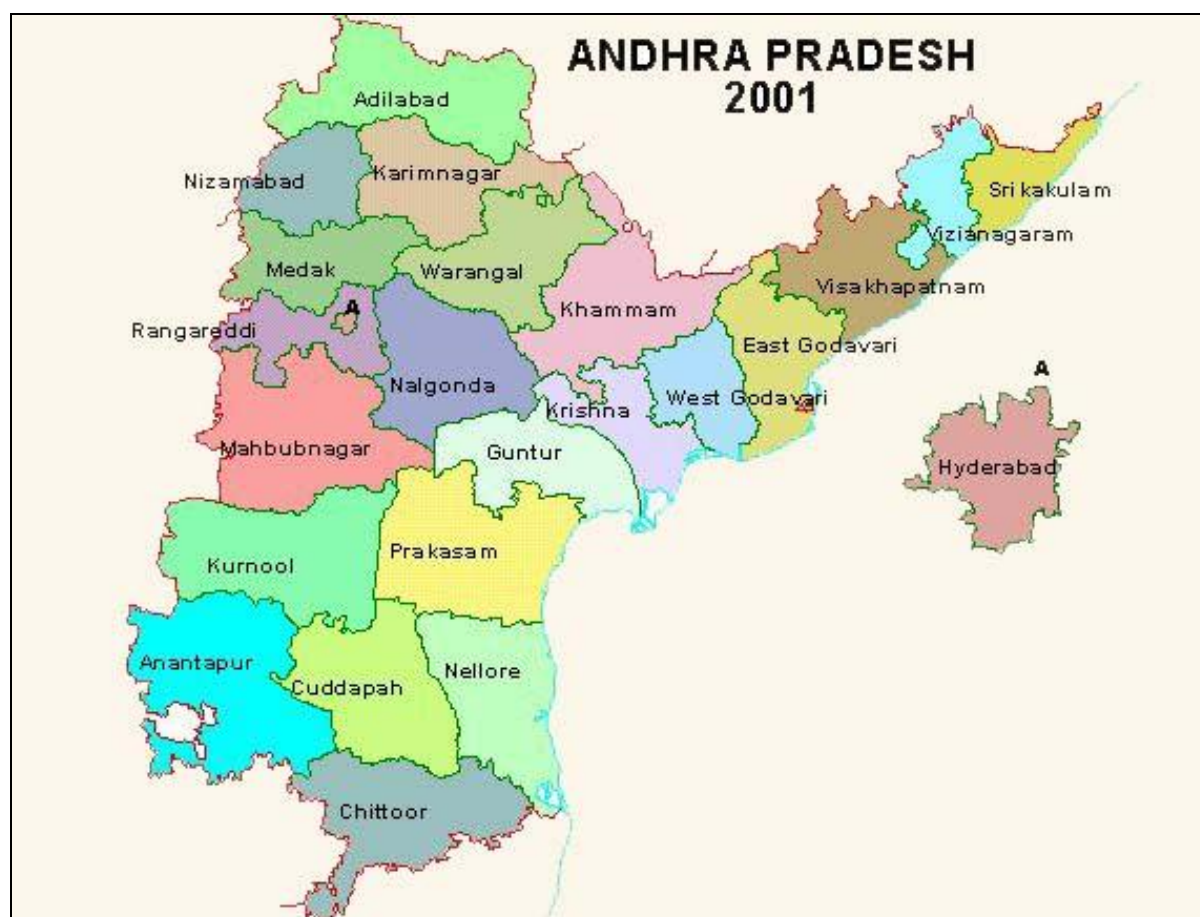 ANDHRA PRADESH
2001
Adilabad
Nizamabad
Karimnagar
Srikakulam
Vizianagaram
Medak
Warangal
Visakhapatnam
Khammam
A
Rangareddi
East Godavari
A
Nalgonda
West Godavari
Krishna
Mahbubnagar
Guntur
Hyderabad
Prakasam
Kurnool
Anantapur
Cuddapah
Nellore
Chittoor